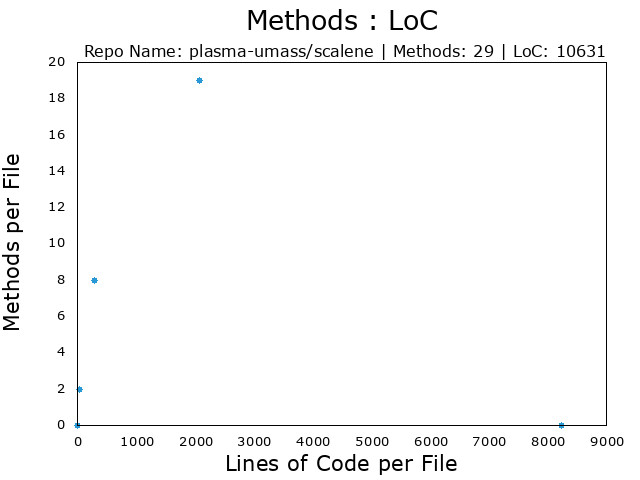 Methods : LoC
Repo Name: plasma-umass/scalene | Methods: 29 | LoC: 10631
Methods per File
20
18
16
14
12
10
8
6
4
2
0
0 1000 2000 3000 4000 5000 6000 7000 8000 9000
Lines of Code per File